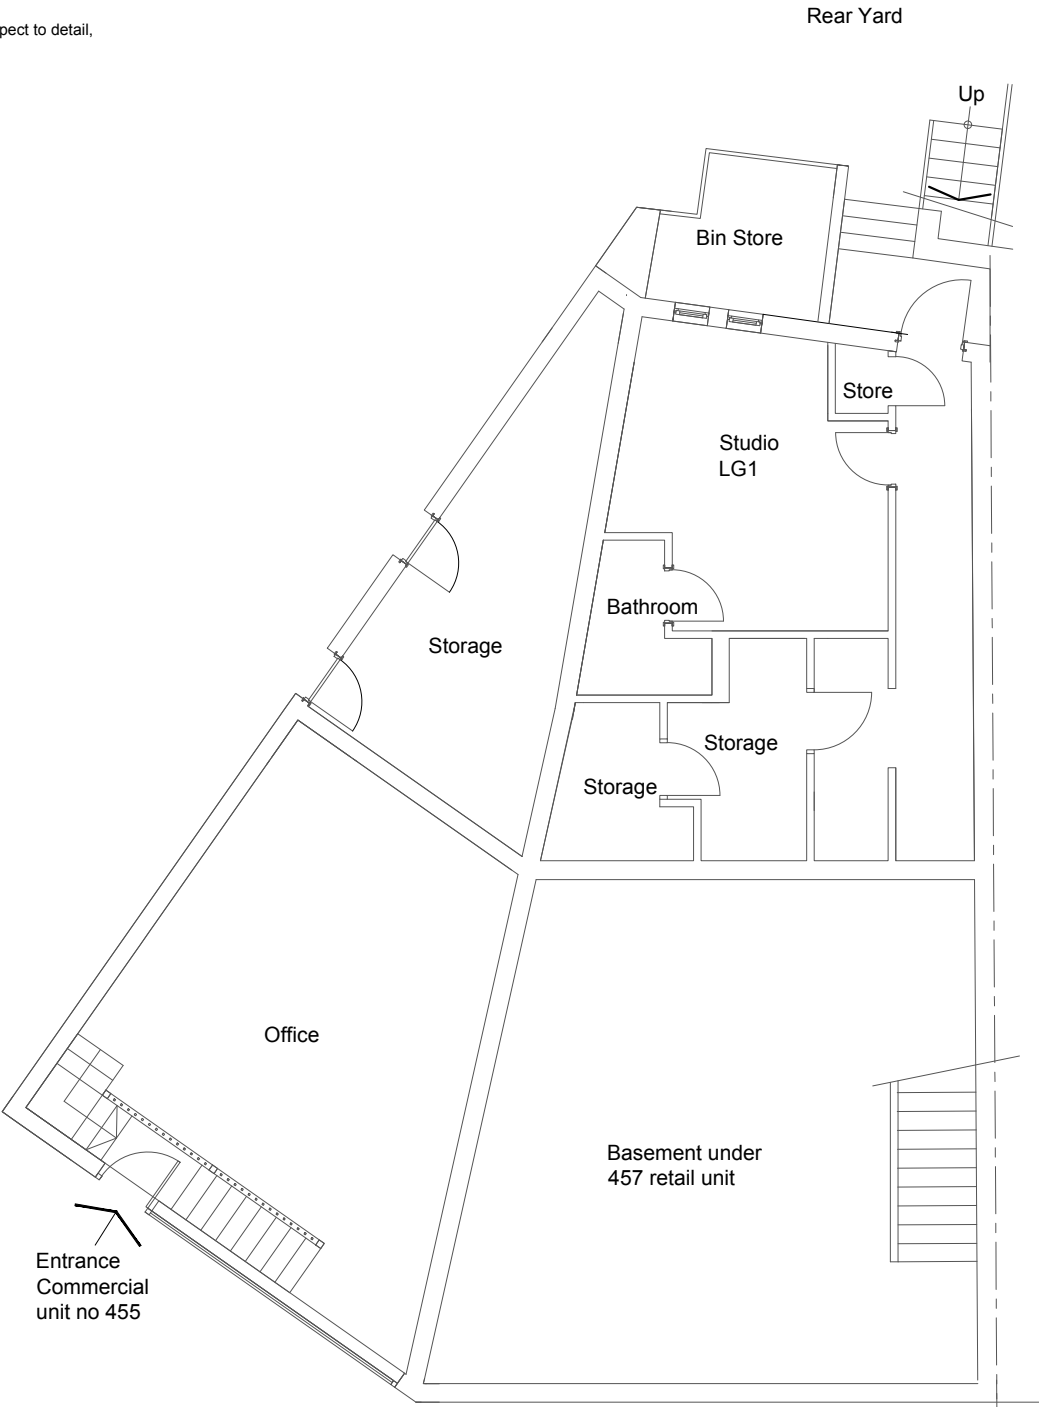 Rear Yard
pect to detail,
Up
Bin Store
Store
Studio
LG1
Bathroom
Storage
Storage
Storage
Office
Basement under
457 retail unit
Entrance
Commercial
unit no 455